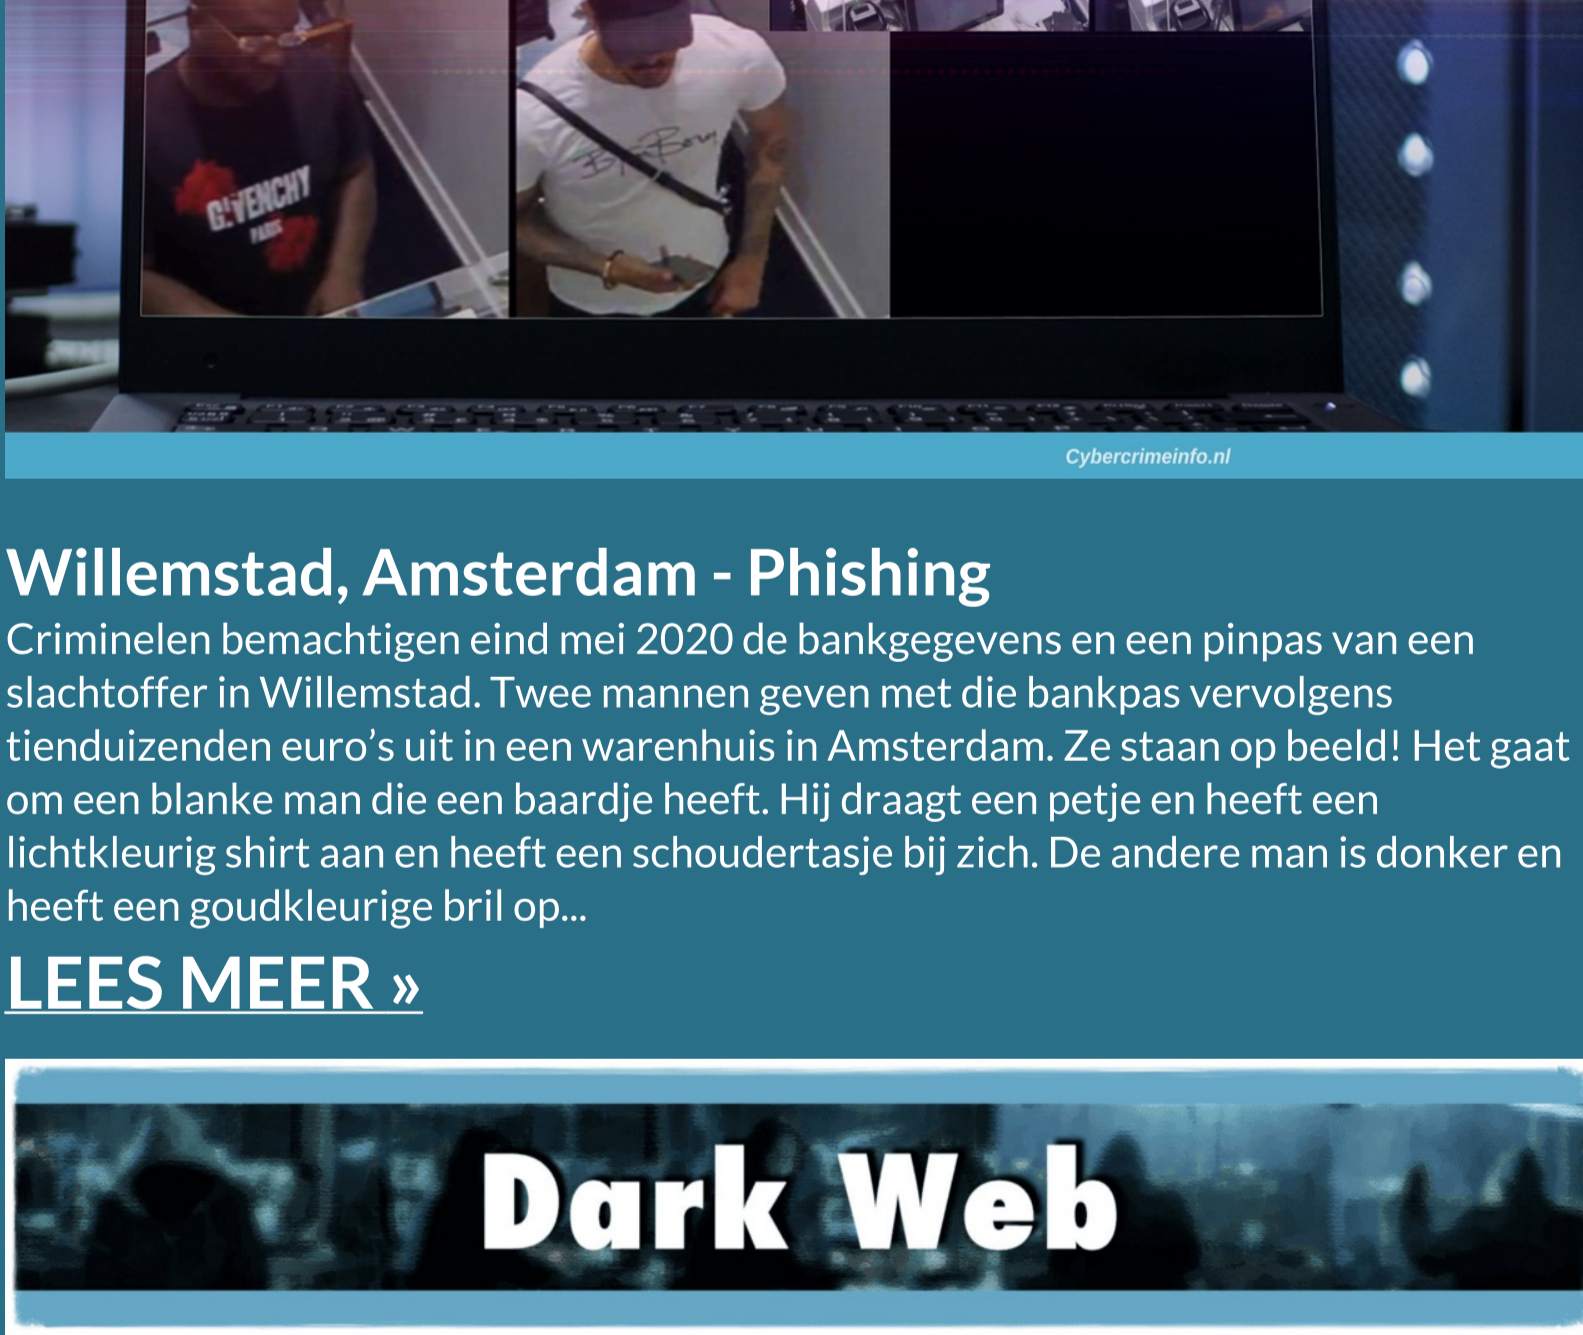 GIVENCHY
PARIS
Cybercrimeinfo.nl
Willemstad, Amsterdam - Phishing
Criminelen bemachtigen eind mei 2020 de bankgegevens en een pinpas van een
slachtoffer in Willemstad. Twee mannen geven met die bankpas vervolgens
tienduizenden euro’s uit in een warenhuis in Amsterdam. Ze staan op beeld! Het gaat
om een blanke man die een baardje heeft. Hij draagt een petje en heeft een
lichtkleurig shirt aan en heeft een schoudertasje bij zich. De andere man is donker en
heeft een goudkleurige bril op...
LEES MEER »
Dark Web